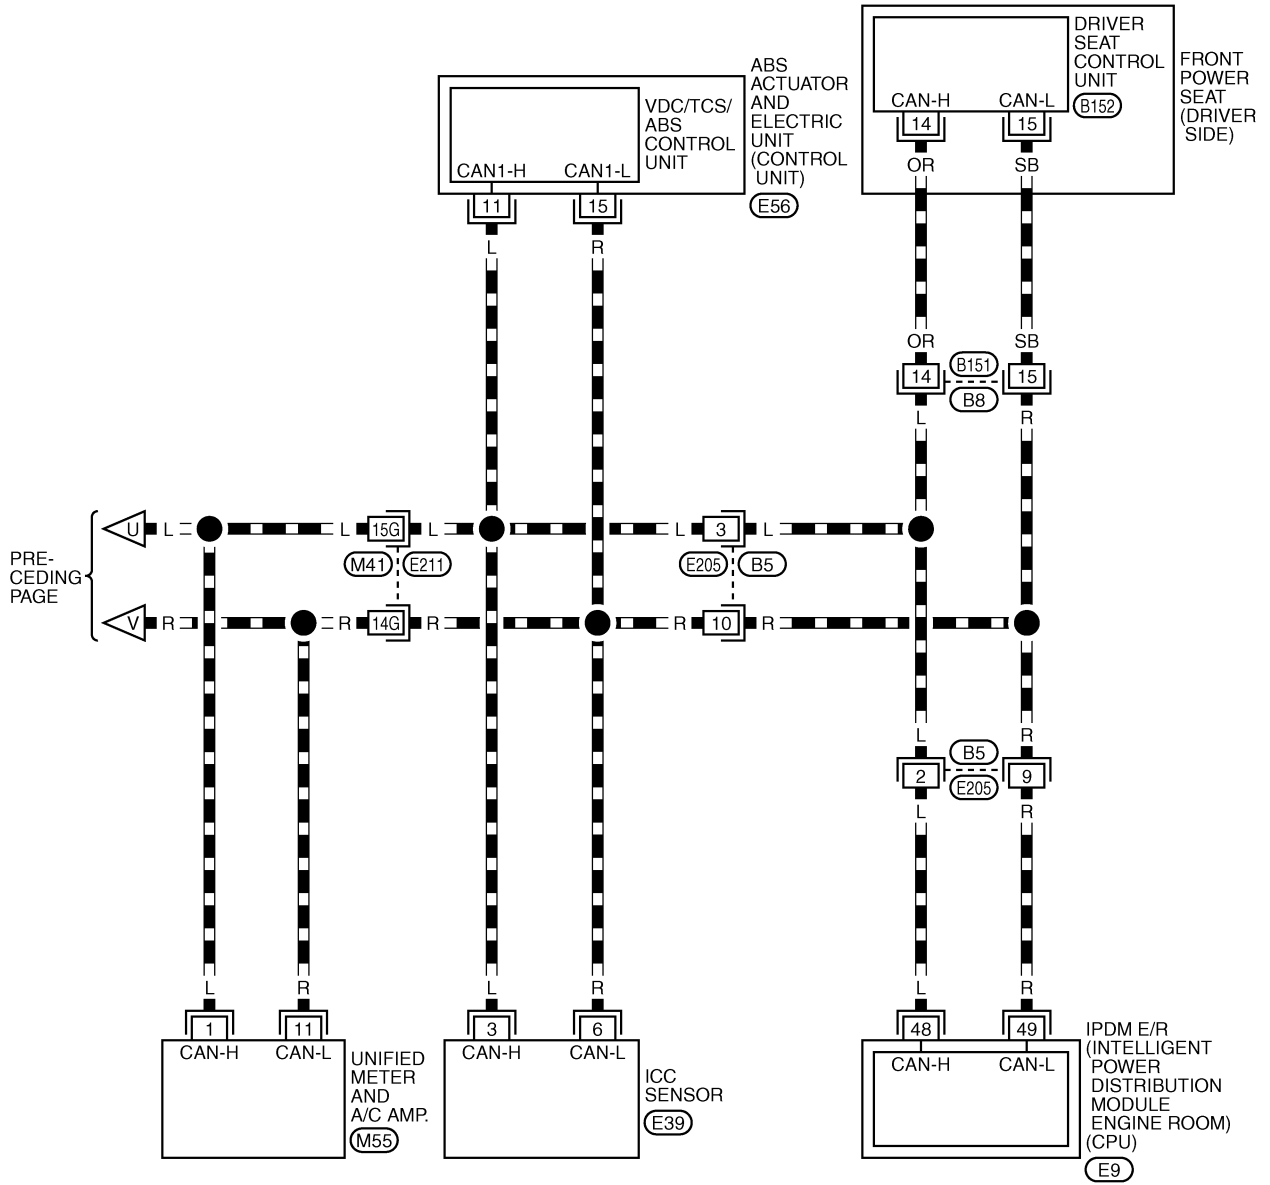 DRIVER
SEAT
CONTROL
UNIT
B152
FRONT
POWER
SEAT
(DRIVER
SIDE)
CAN-H CAN-L
14 15
OR SB
ABS
ACTUATOR
AND
ELECTRIC
UNIT
(CONTROL
UNIT)
E56
VDC/TCS/
ABS
CONTROL
UNIT
CAN1-H CAN1-L
11 15
L R
OR SB
14 B151 15
B8
L R
PRE-
CEDING
PAGE
U L L 15G L L 3 L
M41 E211 E205 B5
V R R 14G R R 10 R
L R
2 B5 9
E205
L R
L R L R L R
1 11 3 6 48 49
CAN-H CAN-L CAN-H CAN-L CAN-H CAN-L
UNIFIED
METER
AND
A/C AMP.
M55
ICC
SENSOR
E39
IPDM E/R
(INTELLIGENT
POWER
DISTRIBUTION
MODULE
ENGINE ROOM)
(CPU)
E9